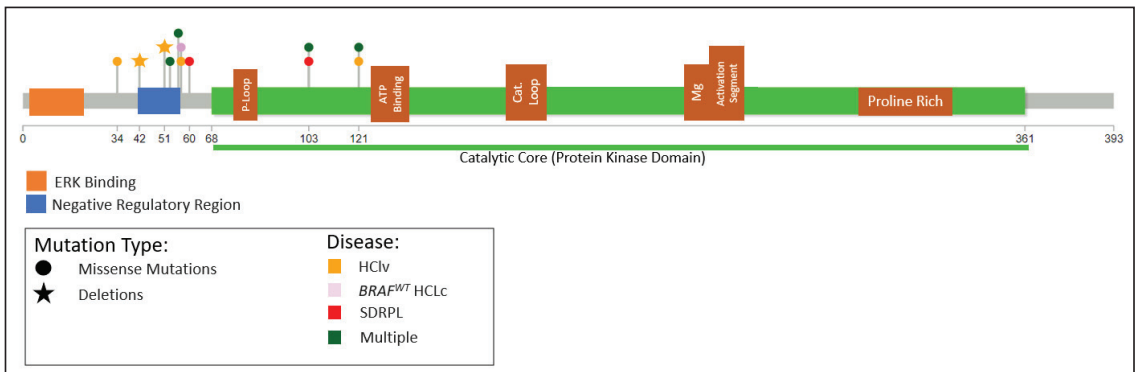 P-Loop
ATP
Binding
Cat.
Loop
Mg
Activation
Segment
Proline Rich
0 34 42 51 60 68 103 121 361 393
Catalytic Core (Protein Kinase Domain)
ERK Binding
Negative Regulatory Region
Mutation Type:
Missense Mutations
Deletions
Disease:
HClv
BRAFWT HCLc
SDRPL
Multiple